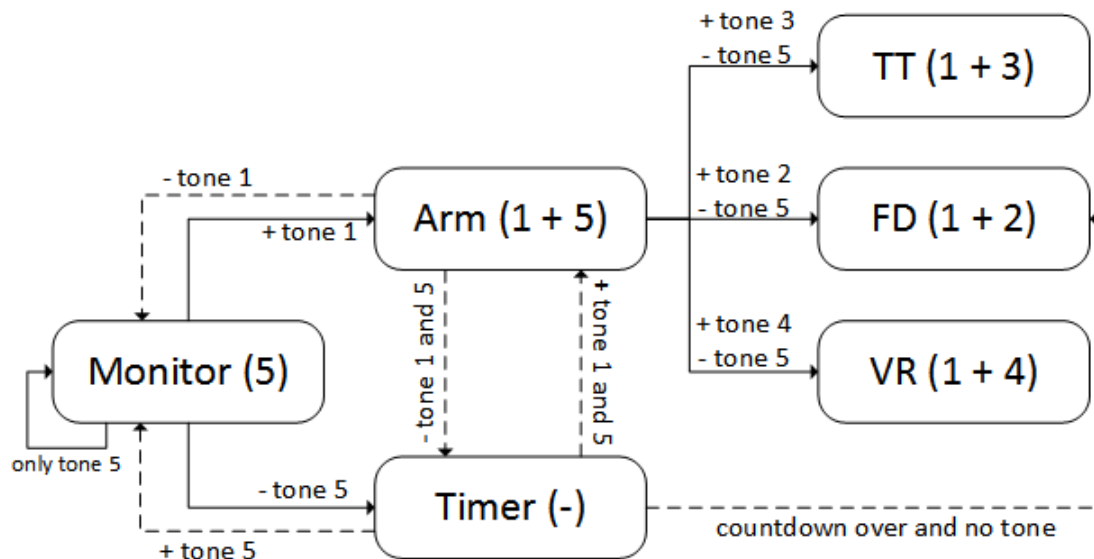 + tone 3
- tone 5
TT (1 + 3)
- tone 1
+ tone 1
Arm (1 + 5)
+ tone 2
- tone 5
FD (1 + 2)
- tone 1 and 5
+ tone 1 and 5
+ tone 4
- tone 5
VR (1 + 4)
Monitor (5)
only tone 5
- tone 5
+ tone 5
Timer (-)
countdown over and no tone